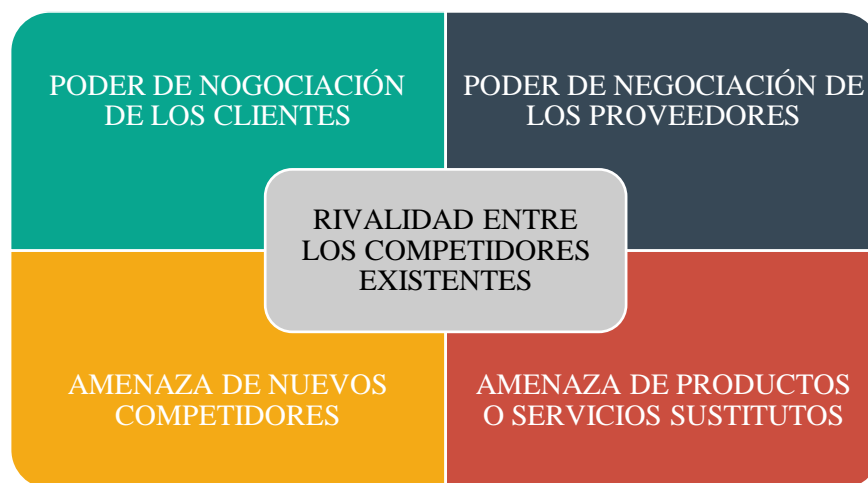 PODER DE NOGOCIACIÓN
DE LOS CLIENTES
PODER DE NEGOCIACIÓN DE
LOS PROVEEDORES
RIVALIDAD ENTRE
LOS COMPETIDORES
EXISTENTES
AMENAZA DE NUEVOS
COMPETIDORES
AMENAZA DE PRODUCTOS
O SERVICIOS SUSTITUTOS